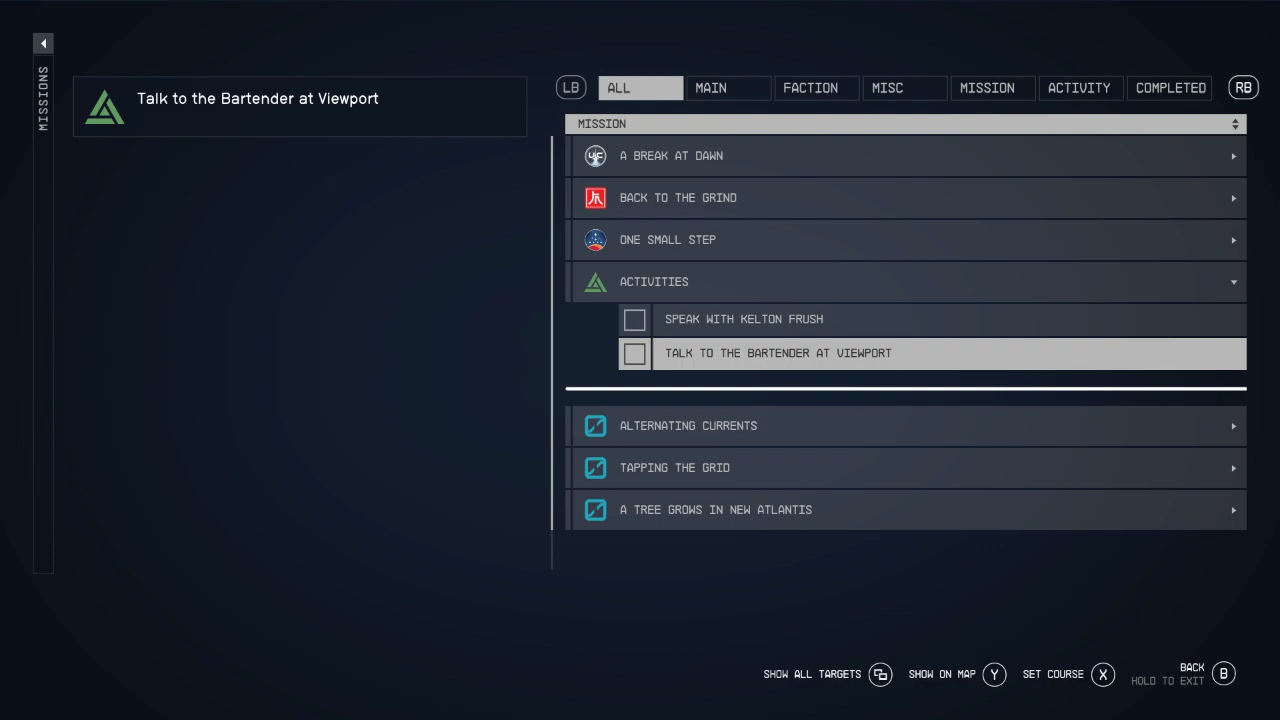 MISSIONS
Talk to the Bartender at Viewport
LB
ALL
MAIN
FACTION
MISC
MISSION
ACTIVITY
COMPLETED
RB
MISSION
UC
A BREAK AT DAWN
BACK TO THE GRIND
ONE SMALL STEP
ACTIVITIES
SPEAK WITH KELTON FRUSH
TALK TO THE BARTENDER AT VIEWPORT
ALTERNATING CURRENTS
TAPPING THE GRID
A TREE GROWS IN NEW ATLANTIS
SHOW ALL TARGETS
SHOW ON MAP Y
SET COURSE X
BACK B
HOLD TO EXIT